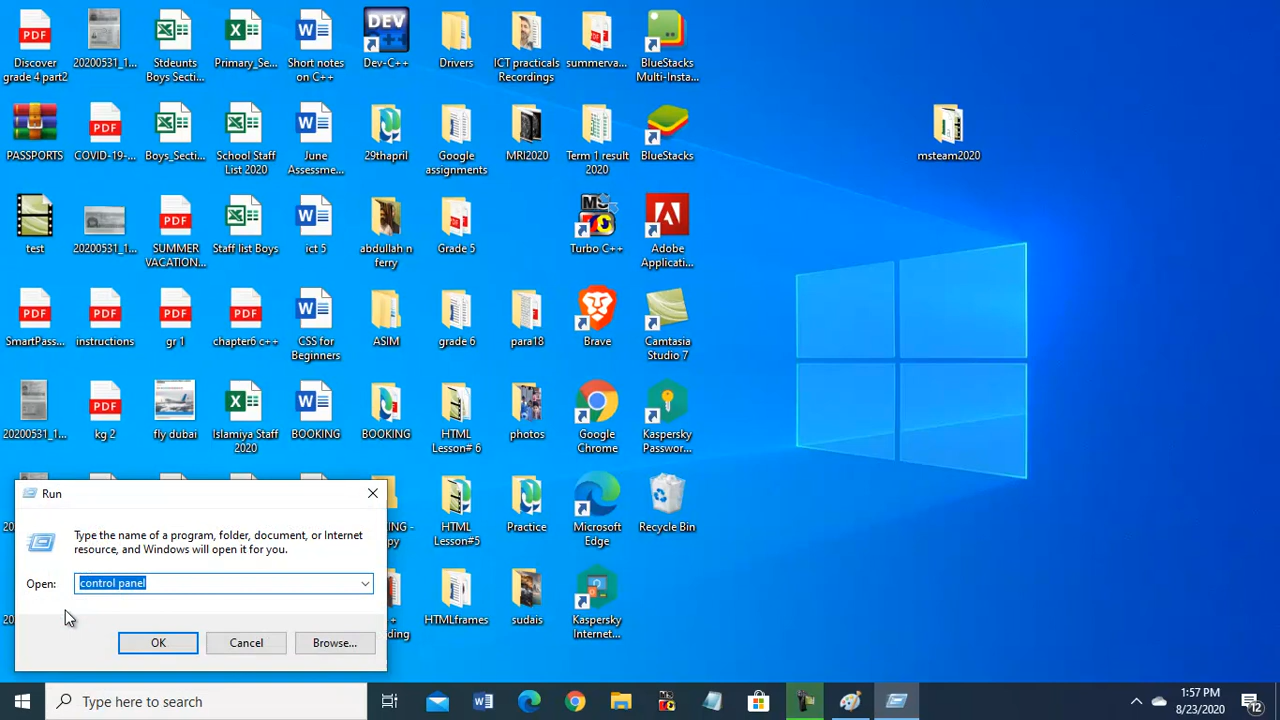 Discover
grade 4 part2
20200531_1...
Stdeunts
Boys Secti...
Primary_Se...
Short notes
on C++
Dev-C++
Drivers
ICT practicals
Recordings
summerva...
BlueStacks
Multi-Insta...
PASSPORTS
COVID-19-...
Boys_Secti...
School Staff
List 2020
June
Assessme...
29thapril
Google
assignments
MRI2020
Term 1 result
2020
BlueStacks
msteam2020
test
20200531_1...
SUMMER
VACATION...
Staff list Boys
ict 5
abdullah n
ferry
Grade 5
Turbo C++
Adobe
Applicati...
SmartPass...
instructions
gr 1
chapter6 c++
CSS for
Beginners
ASIM
grade 6
para18
Brave
Camtasia
Studio 7
20200531_1...
kg 2
fly dubai
Islamiya Staff
2020
BOOKING
BOOKING
HTML
Lesson# 6
photos
Google
Chrome
Kaspersky
Passwor...
HTML
Lesson#5
Practice
Microsoft
Edge
Recycle Bin
HTMLframes
sudais
Kaspersky
Internet...
Run
Type the name of a program, folder, document, or Internet
resource, and Windows will open it for you.
Open: control panel
OK Cancel Browse...
Type here to search
1:57 PM
8/23/2020
12